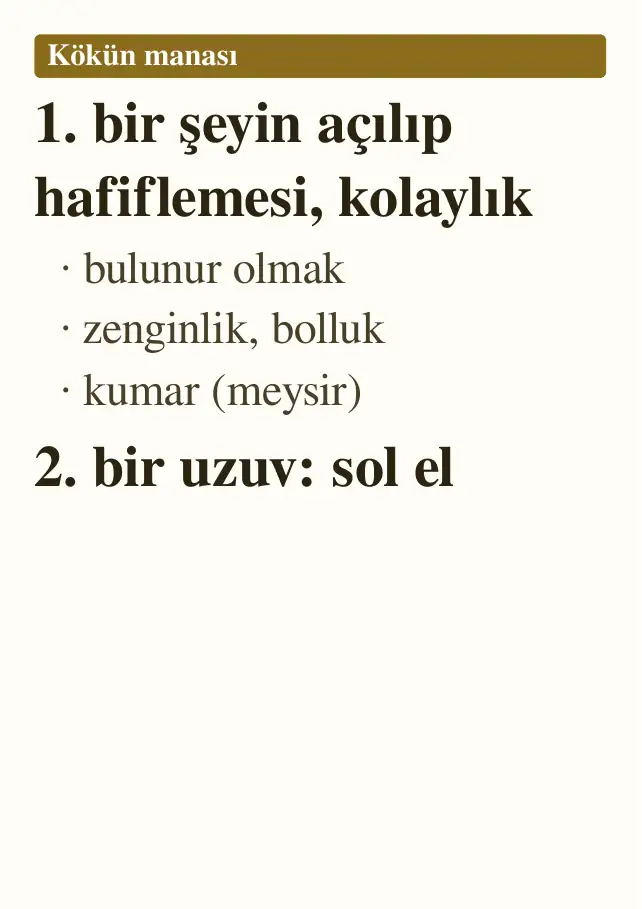 Kökün manası
1. bir şeyin açılıp
hafiflemesi, kolaylık
· bulunur olmak
· zenginlik, bolluk
· kumar (meysir)
2. bir uzuv: sol el